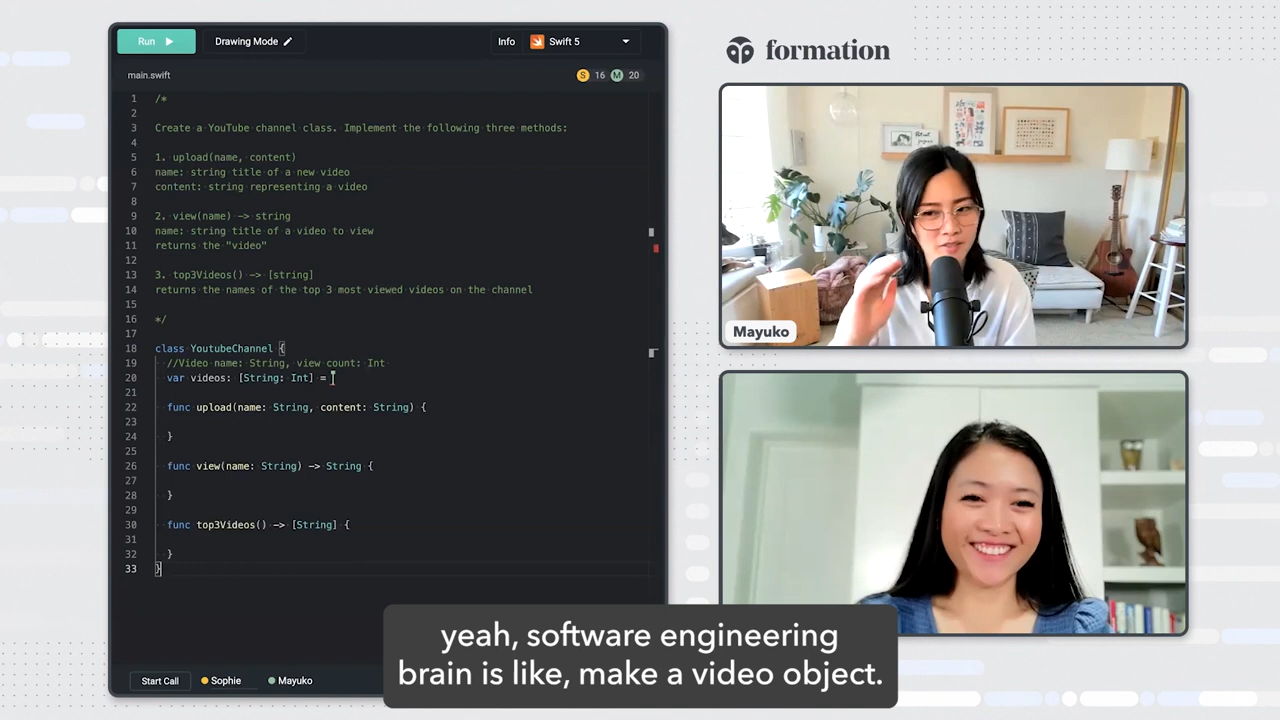 Run
Drawing Mode
Info
Swift 5
main.swift
S 16 M 20
1 /*
2
3 Create a YouTube channel class. Implement the following three methods:
4
5 1. upload(name, content)
6 name: string title of a new video
7 content: string representing a video
8
9 2. view(name) -> string
10 name: string title of a video to view
11 returns the "video"
12
13 3. top3Videos() -> [string]
14 returns the names of the top 3 most viewed videos on the channel
15
16 */
17
18 class YoutubeChannel {
19 //Video name: String, view count: Int
20 var videos: [String: Int] =
21
22 func upload(name: String, content: String) {
23
24 }
25
26 func view(name: String) -> String {
27
28 }
29
30 func top3Videos() -> [String] {
31
32 }
33 }
Start Call
Sophie
Mayuko
formation
Mayuko
yeah, software engineering
brain is like, make a video object.